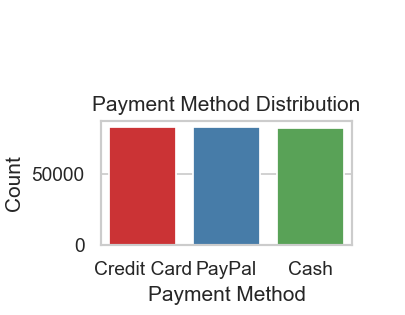 Payment Method Distribution
Count
50000
0
Credit Card PayPal Cash
Payment Method